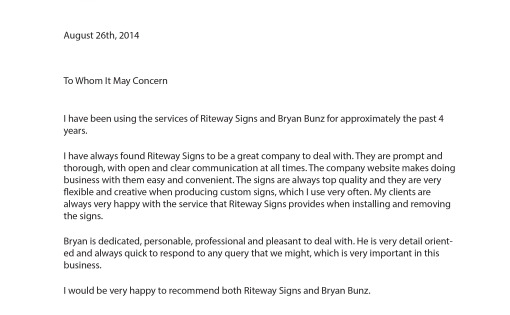 August 26th, 2014
To Whom It May Concern
I have been using the services of Riteway Signs and Bryan Bunz for approximately the past 4
years.
I have always found Riteway Signs to be a great company to deal with. They are prompt and
thorough, with open and clear communication at all times. The company website makes doing
business with them easy and convenient. The signs are always top quality and they are very
flexible and creative when producing custom signs, which I use very often. My clients are
always very happy with the service that Riteway Signs provides when installing and removing
the signs.
Bryan is dedicated, personable, professional and pleasant to deal with. He is very detail orient-
ed and always quick to respond to any query that we might, which is very important in this
business.
I would be very happy to recommend both Riteway Signs and Bryan Bunz.